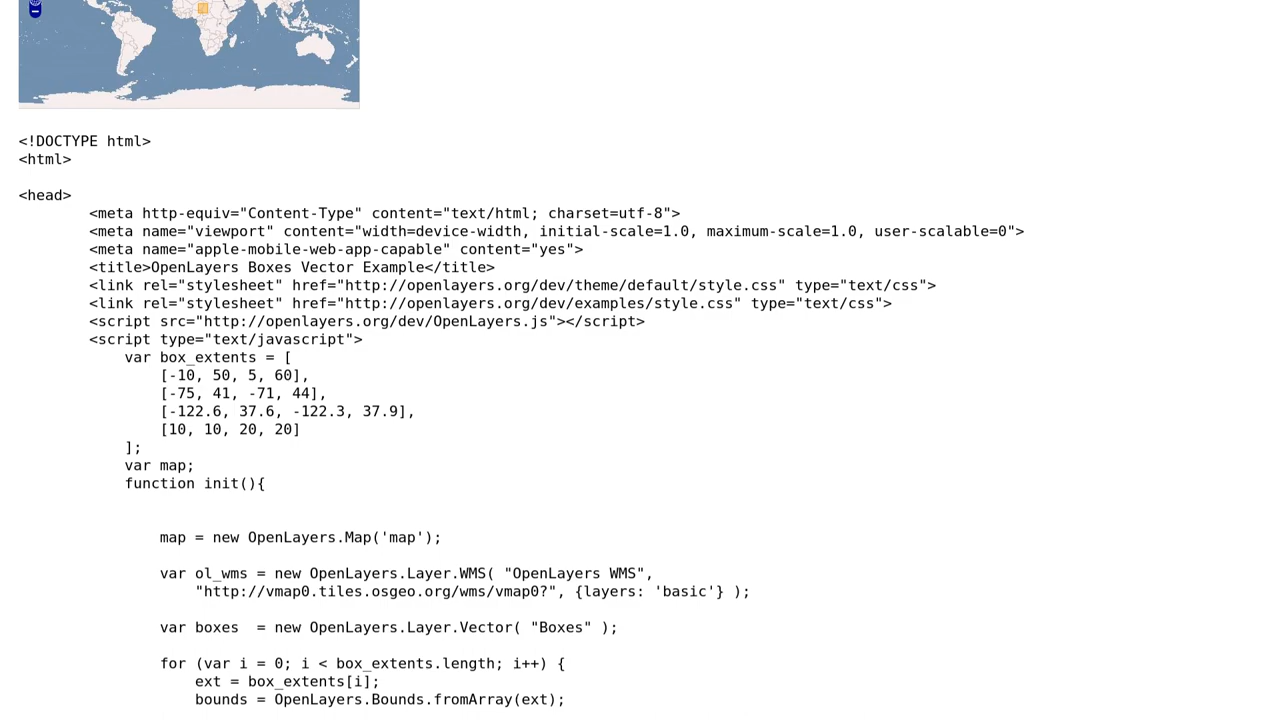 <!DOCTYPE html>
<html>
<head>
<meta http-equiv="Content-Type" content="text/html; charset=utf-8">
<meta name="viewport" content="width=device-width, initial-scale=1.0, maximum-scale=1.0, user-scalable=0">
<meta name="apple-mobile-web-app-capable" content="yes">
<title>OpenLayers Boxes Vector Example</title>
<link rel="stylesheet" href="http://openlayers.org/dev/theme/default/style.css" type="text/css">
<link rel="stylesheet" href="http://openlayers.org/dev/examples/style.css" type="text/css">
<script src="http://openlayers.org/dev/OpenLayers.js"></script>
<script type="text/javascript">
var box_extents = [
[-10, 50, 5, 60],
[-75, 41, -71, 44],
[-122.6, 37.6, -122.3, 37.9],
[10, 10, 20, 20]
];
var map;
function init(){
map = new OpenLayers.Map('map');
var ol_wms = new OpenLayers.Layer.WMS( "OpenLayers WMS",
"http://vmap0.tiles.osgeo.org/wms/vmap0?", {layers: 'basic'} );
var boxes  = new OpenLayers.Layer.Vector( "Boxes" );
for (var i = 0; i < box_extents.length; i++) {
ext = box_extents[i];
bounds = OpenLayers.Bounds.fromArray(ext);